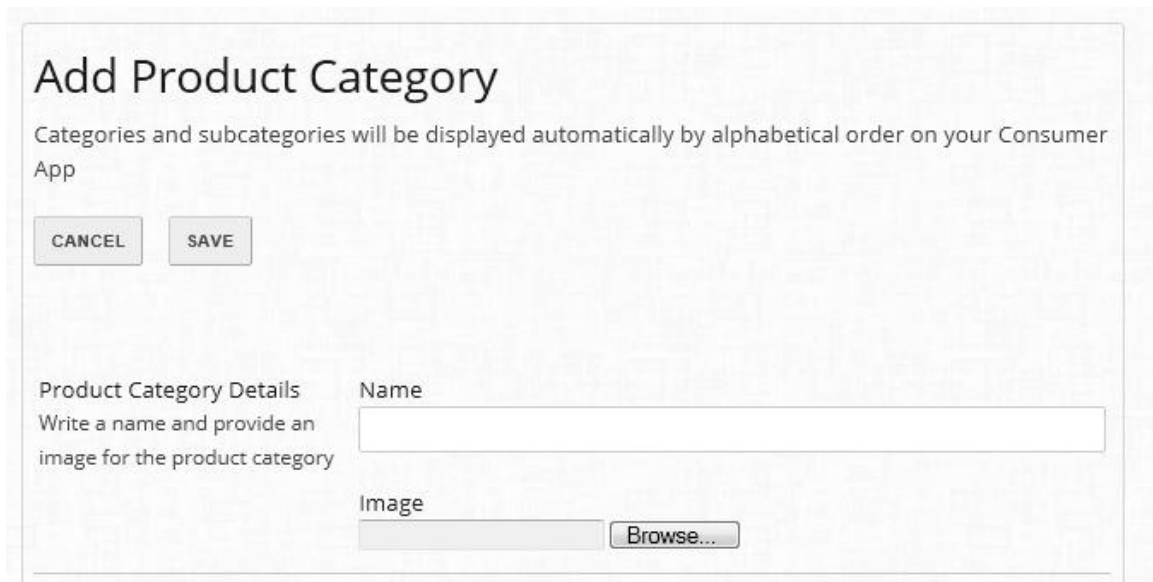 Add Product Category
Categories and subcategories will be displayed automatically by alphabetical order on your Consumer
App
CANCEL SAVE
Product Category Details
Write a name and provide an
image for the product category
Name
Image
Browse...